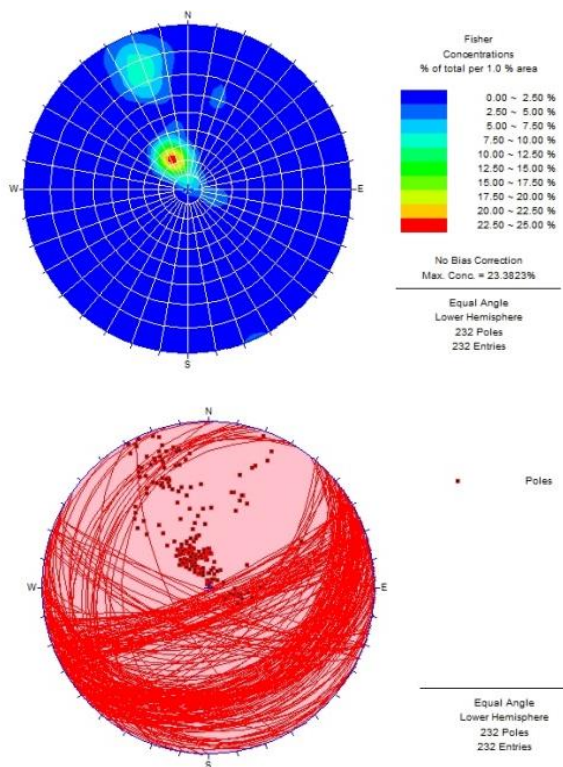 N
W
E
S
Fisher
Concentrations
% of total per 1.0 % area
0.00 ~ 2.50 %
2.50 ~ 5.00 %
5.00 ~ 7.50 %
7.50 ~ 10.00 %
10.00 ~ 12.50 %
12.50 ~ 15.00 %
15.00 ~ 17.50 %
17.50 ~ 20.00 %
20.00 ~ 22.50 %
22.50 ~ 25.00 %
No Bias Correction
Max. Conc. = 23.3823%
Equal Angle
Lower Hemisphere
232 Poles
232 Entries
N
W
E
S
Poles
Equal Angle
Lower Hemisphere
232 Poles
232 Entries